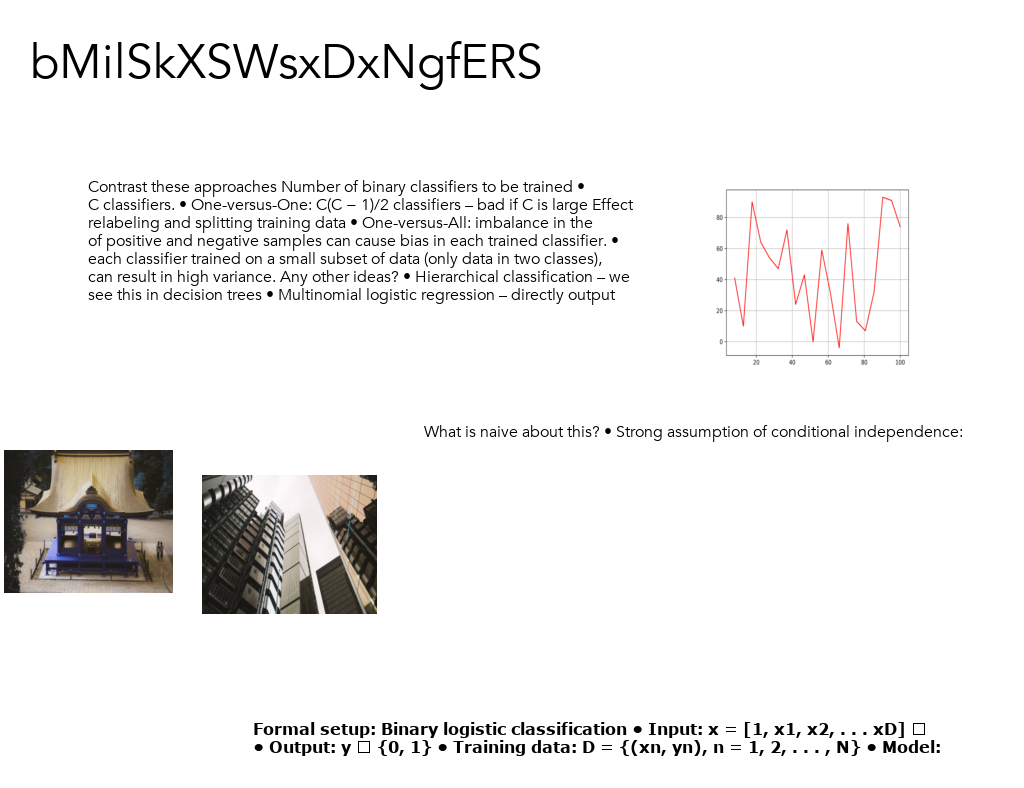 bMilSkXSWsxDxNgfERS
Contrast these approaches Number of binary classifiers to be trained •
C classifiers. • One-versus-One: C(C − 1)/2 classifiers – bad if C is large Effect
relabeling and splitting training data • One-versus-All: imbalance in the
of positive and negative samples can cause bias in each trained classifier. •
each classifier trained on a small subset of data (only data in two classes),
can result in high variance. Any other ideas? • Hierarchical classification – we
see this in decision trees • Multinomial logistic regression – directly output
80
60
40
20
0
20 40 60 80 100
What is naive about this? • Strong assumption of conditional independence:
Formal setup: Binary logistic classification • Input: x = [1, x1, x2, . . . xD] □
• Output: y □ {0, 1} • Training data: D = {(xn, yn), n = 1, 2, . . . , N} • Model: